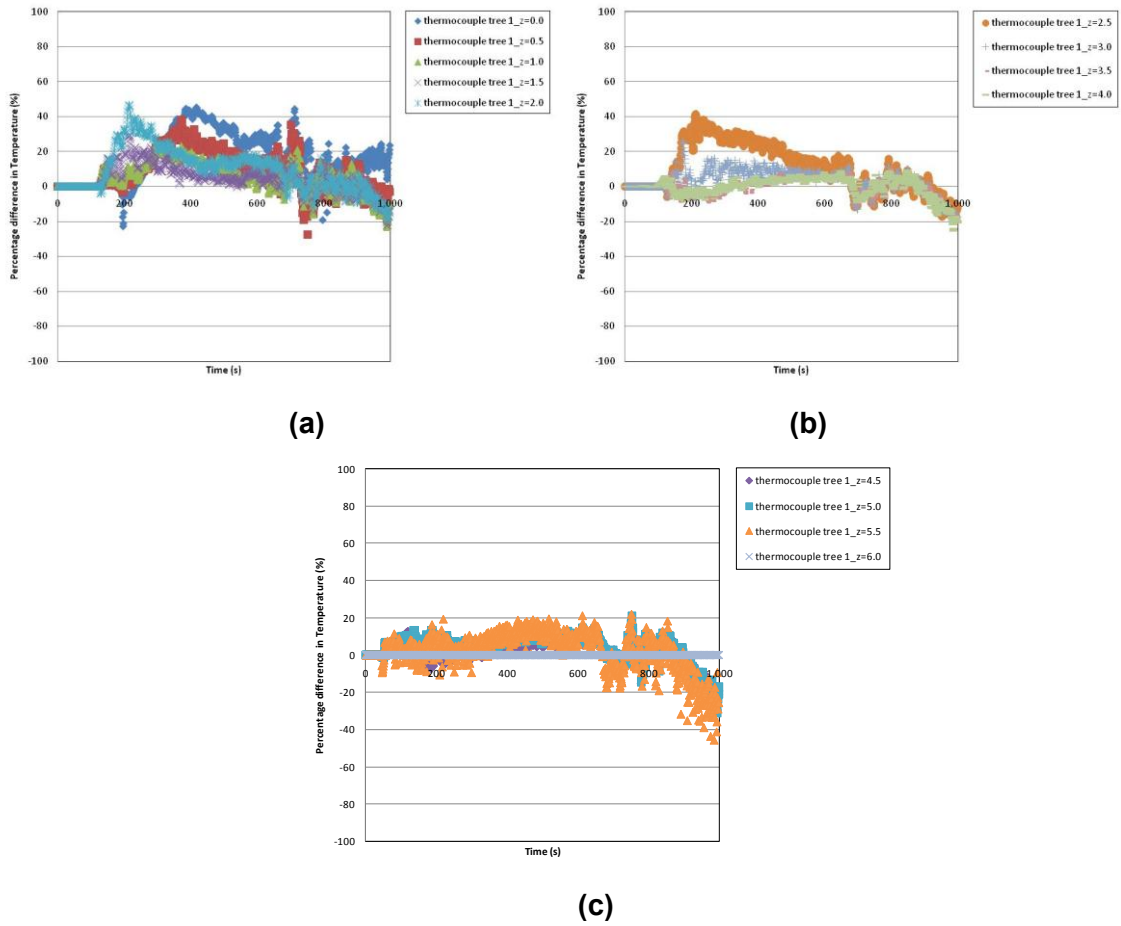 100
80
60
40
20
0
-20
-40
-60
-80
-100
0
200
400
600
800
1,000
Percentage difference in Temperature (%)
Time (s)
thermocouple tree 1_z=0.0
thermocouple tree 1_z=0.5
thermocouple tree 1_z=1.0
thermocouple tree 1_z=1.5
thermocouple tree 1_z=2.0
(a)
100
80
60
40
20
0
-20
-40
-60
-80
-100
0
200
400
600
800
1,000
Percentage difference in Temperature (%)
Time (s)
thermocouple tree 1_z=2.5
thermocouple tree 1_z=3.0
thermocouple tree 1_z=3.5
thermocouple tree 1_z=4.0
(b)
100
80
60
40
20
0
-20
-40
-60
-80
-100
0
200
400
600
800
1,000
Percentage difference in Temperature (%)
Time (s)
thermocouple tree 1_z=4.5
thermocouple tree 1_z=5.0
thermocouple tree 1_z=5.5
thermocouple tree 1_z=6.0
(c)